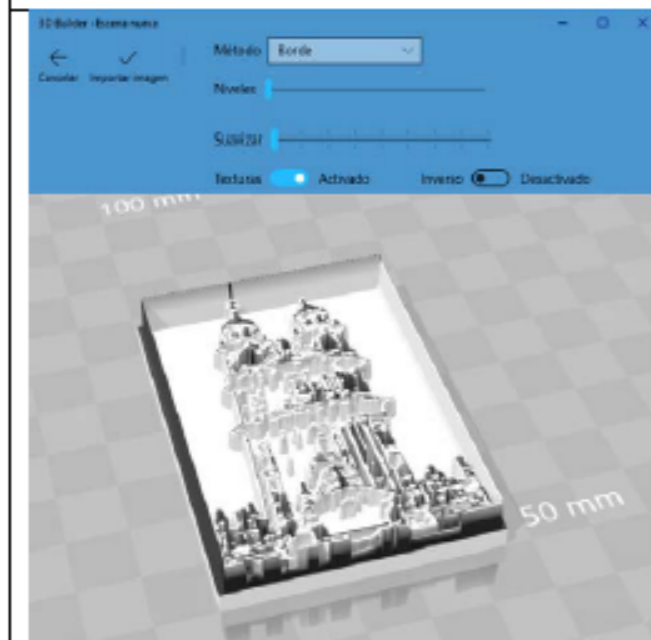 3D Builder - Escena nueva
Método Borde
Cancelar Importar imagen
Niveles
Suavizar
Texturas Activado Inverso Desactivado
100 mm
50 mm